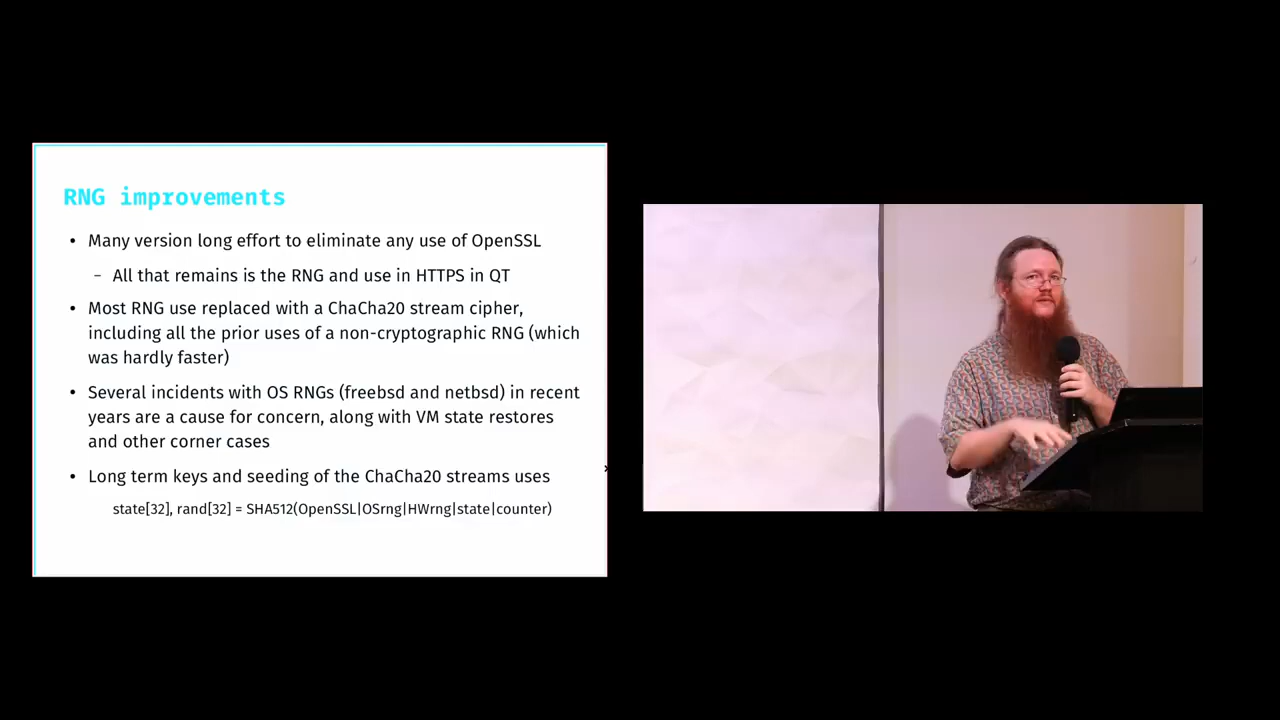 RNG improvements
• Many version long effort to eliminate any use of OpenSSL
– All that remains is the RNG and use in HTTPS in QT
• Most RNG use replaced with a ChaCha20 stream cipher,
including all the prior uses of a non-cryptographic RNG (which
was hardly faster)
• Several incidents with OS RNGs (freebsd and netbsd) in recent
years are a cause for concern, along with VM state restores
and other corner cases
• Long term keys and seeding of the ChaCha20 streams uses
state[32], rand[32] = SHA512(OpenSSL|OSrng|HWrng|state|counter)